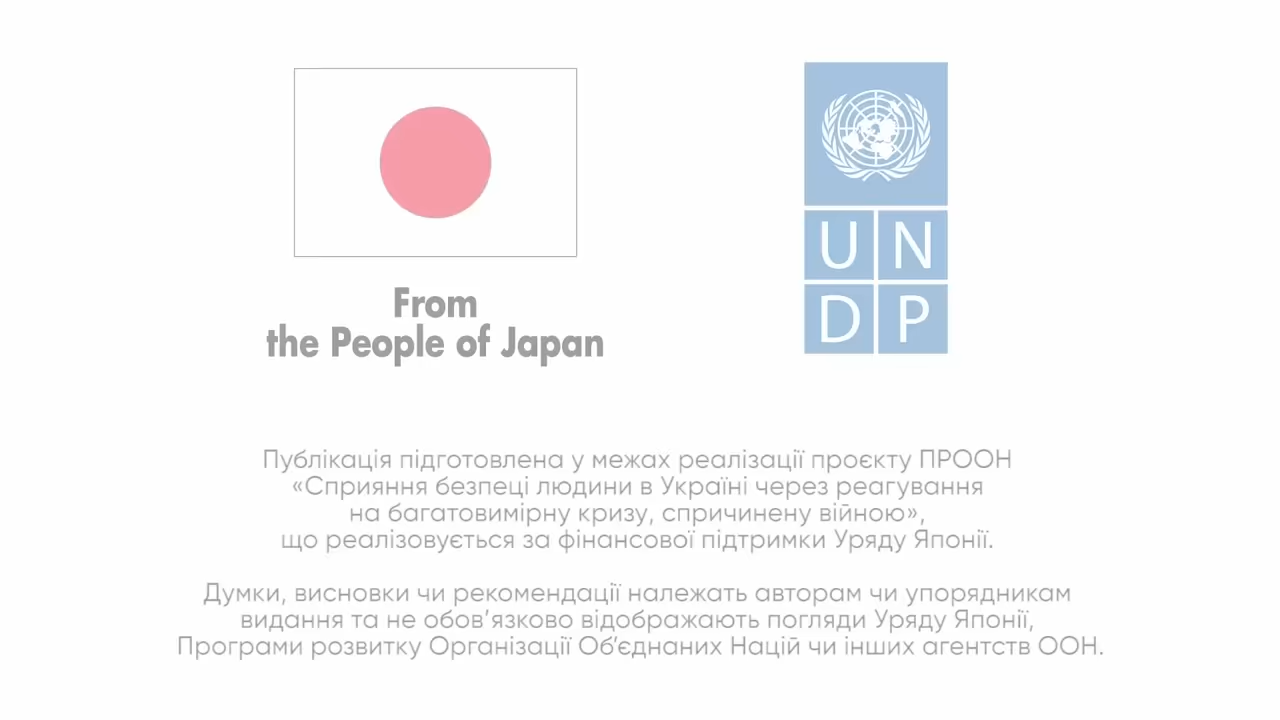 From
the People of Japan
U N
D P
Публікація підготовлена у межах реалізації проєкту ПРООН
«Сприяння безпеці людини в Україні через реагування
на багатовимірну кризу, спричинену війною»,
що реалізовується за фінансової підтримки Уряду Японії.
Думки, висновки чи рекомендації належать авторам чи упорядникам
видання та не обов’язково відображають погляди Уряду Японії,
Програми розвитку Організації Об’єднаних Націй чи інших агентств ООН.